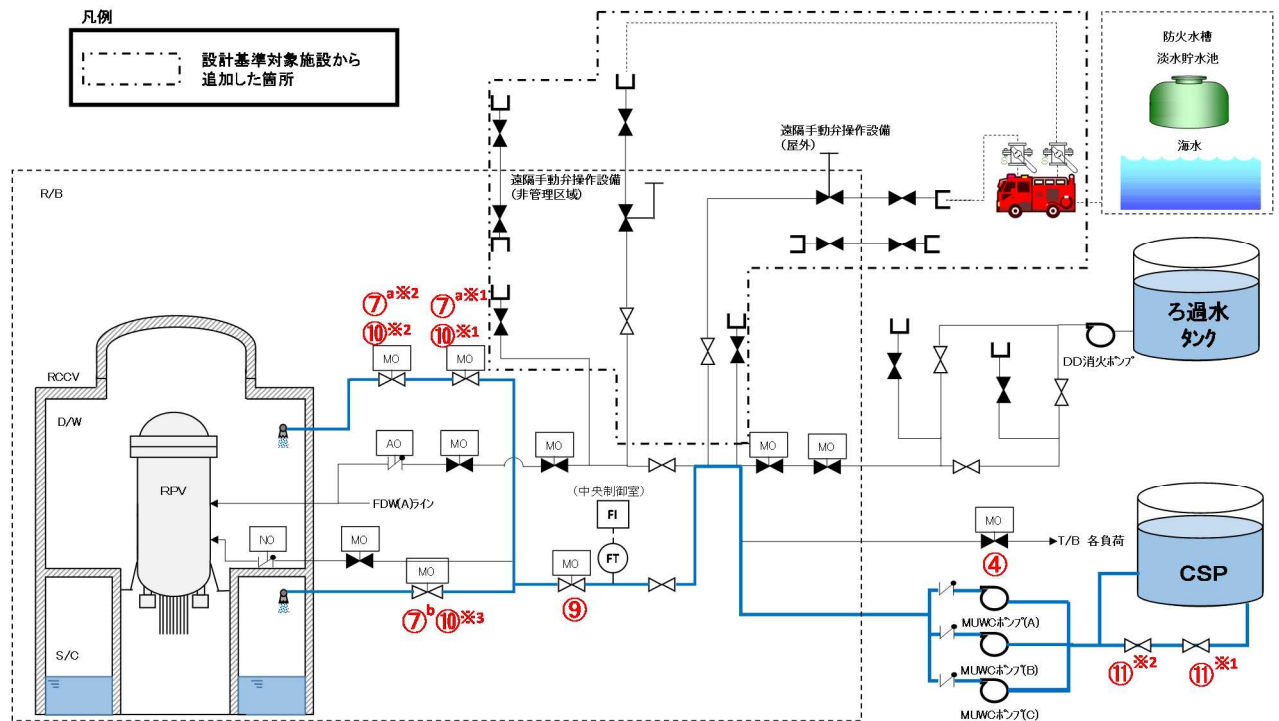 凡例
設計基準対象施設から
追加した箇所
防火水槽
淡水貯水池
海水
遠隔手動弁操作設備
(屋外)
遠隔手動弁操作設備
(非管理区域)
R/B
ろ過水
タンク
DD消火ポンプ
⑦a※2
⑩※2
⑦a※1
⑩※1
MO
MO
RCCV
D/W
AO
MO
MO
MO
MO
RPV
FDW(A)ライン
(中央制御室)
FI
FT
NO
MO
MO
MO
⑦b ⑩※3
⑨
MO
T/B 各負荷
④
CSP
MUWCポンプ(A)
MUWCポンプ(B)
MUWCポンプ(C)
⑪※2
⑪※1
S/C